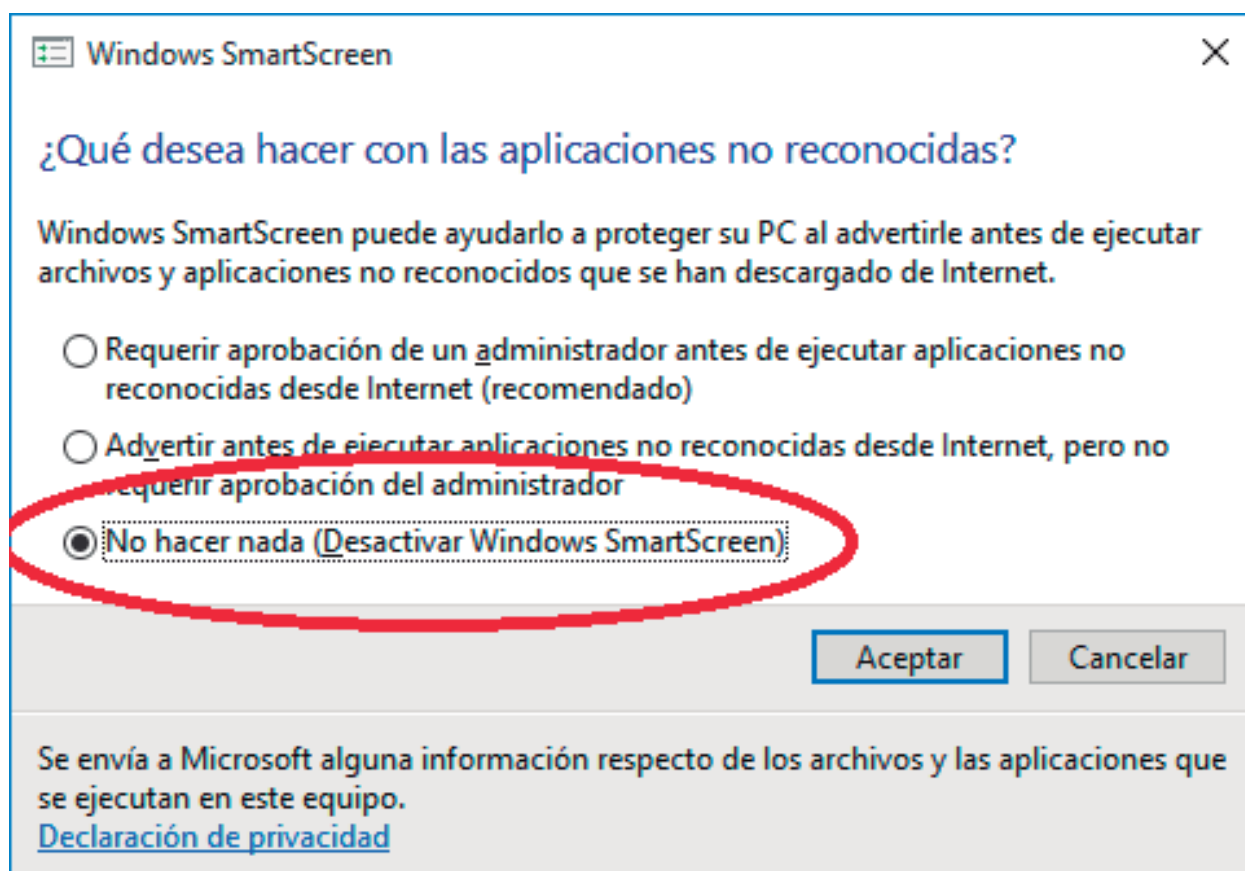 Windows SmartScreen
¿Qué desea hacer con las aplicaciones no reconocidas?
Windows SmartScreen puede ayudarlo a proteger su PC al advertirle antes de ejecutar
archivos y aplicaciones no reconocidos que se han descargado de Internet.
Requerir aprobación de un administrador antes de ejecutar aplicaciones no
reconocidas desde Internet (recomendado)
Advertir antes de ejecutar aplicaciones no reconocidas desde Internet, pero no
requerir aprobación del administrador
No hacer nada (Desactivar Windows SmartScreen)
Aceptar Cancelar
Se envía a Microsoft alguna información respecto de los archivos y las aplicaciones que
se ejecutan en este equipo.
Declaración de privacidad